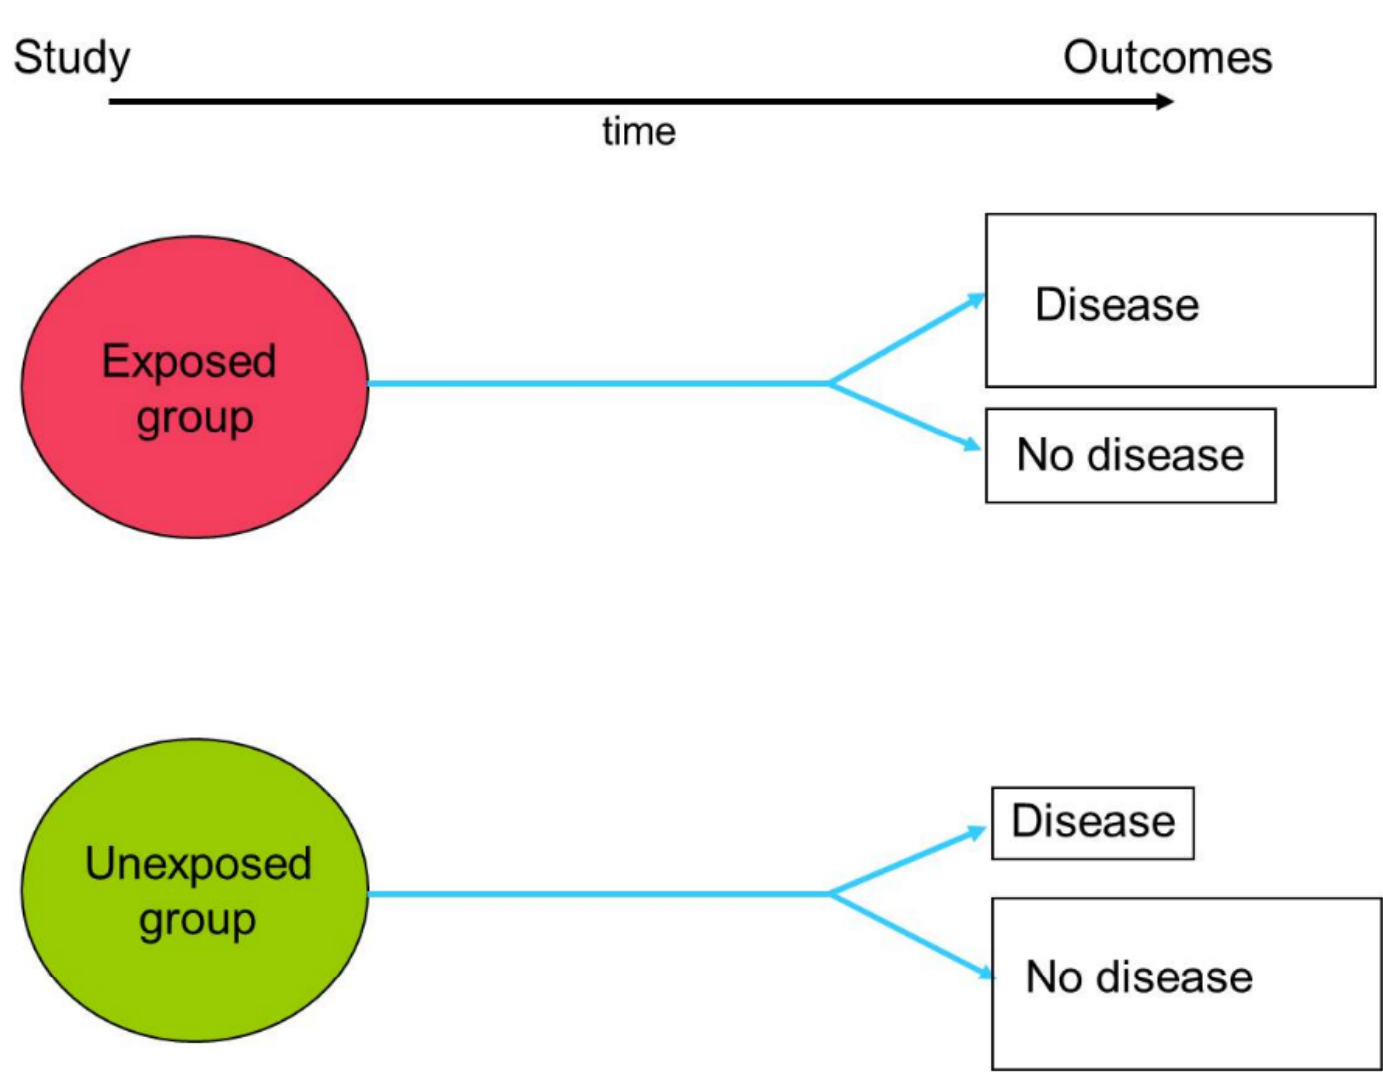 Study
Outcomes
time
Exposed
group
Disease
No disease
Unexposed
group
Disease
No disease